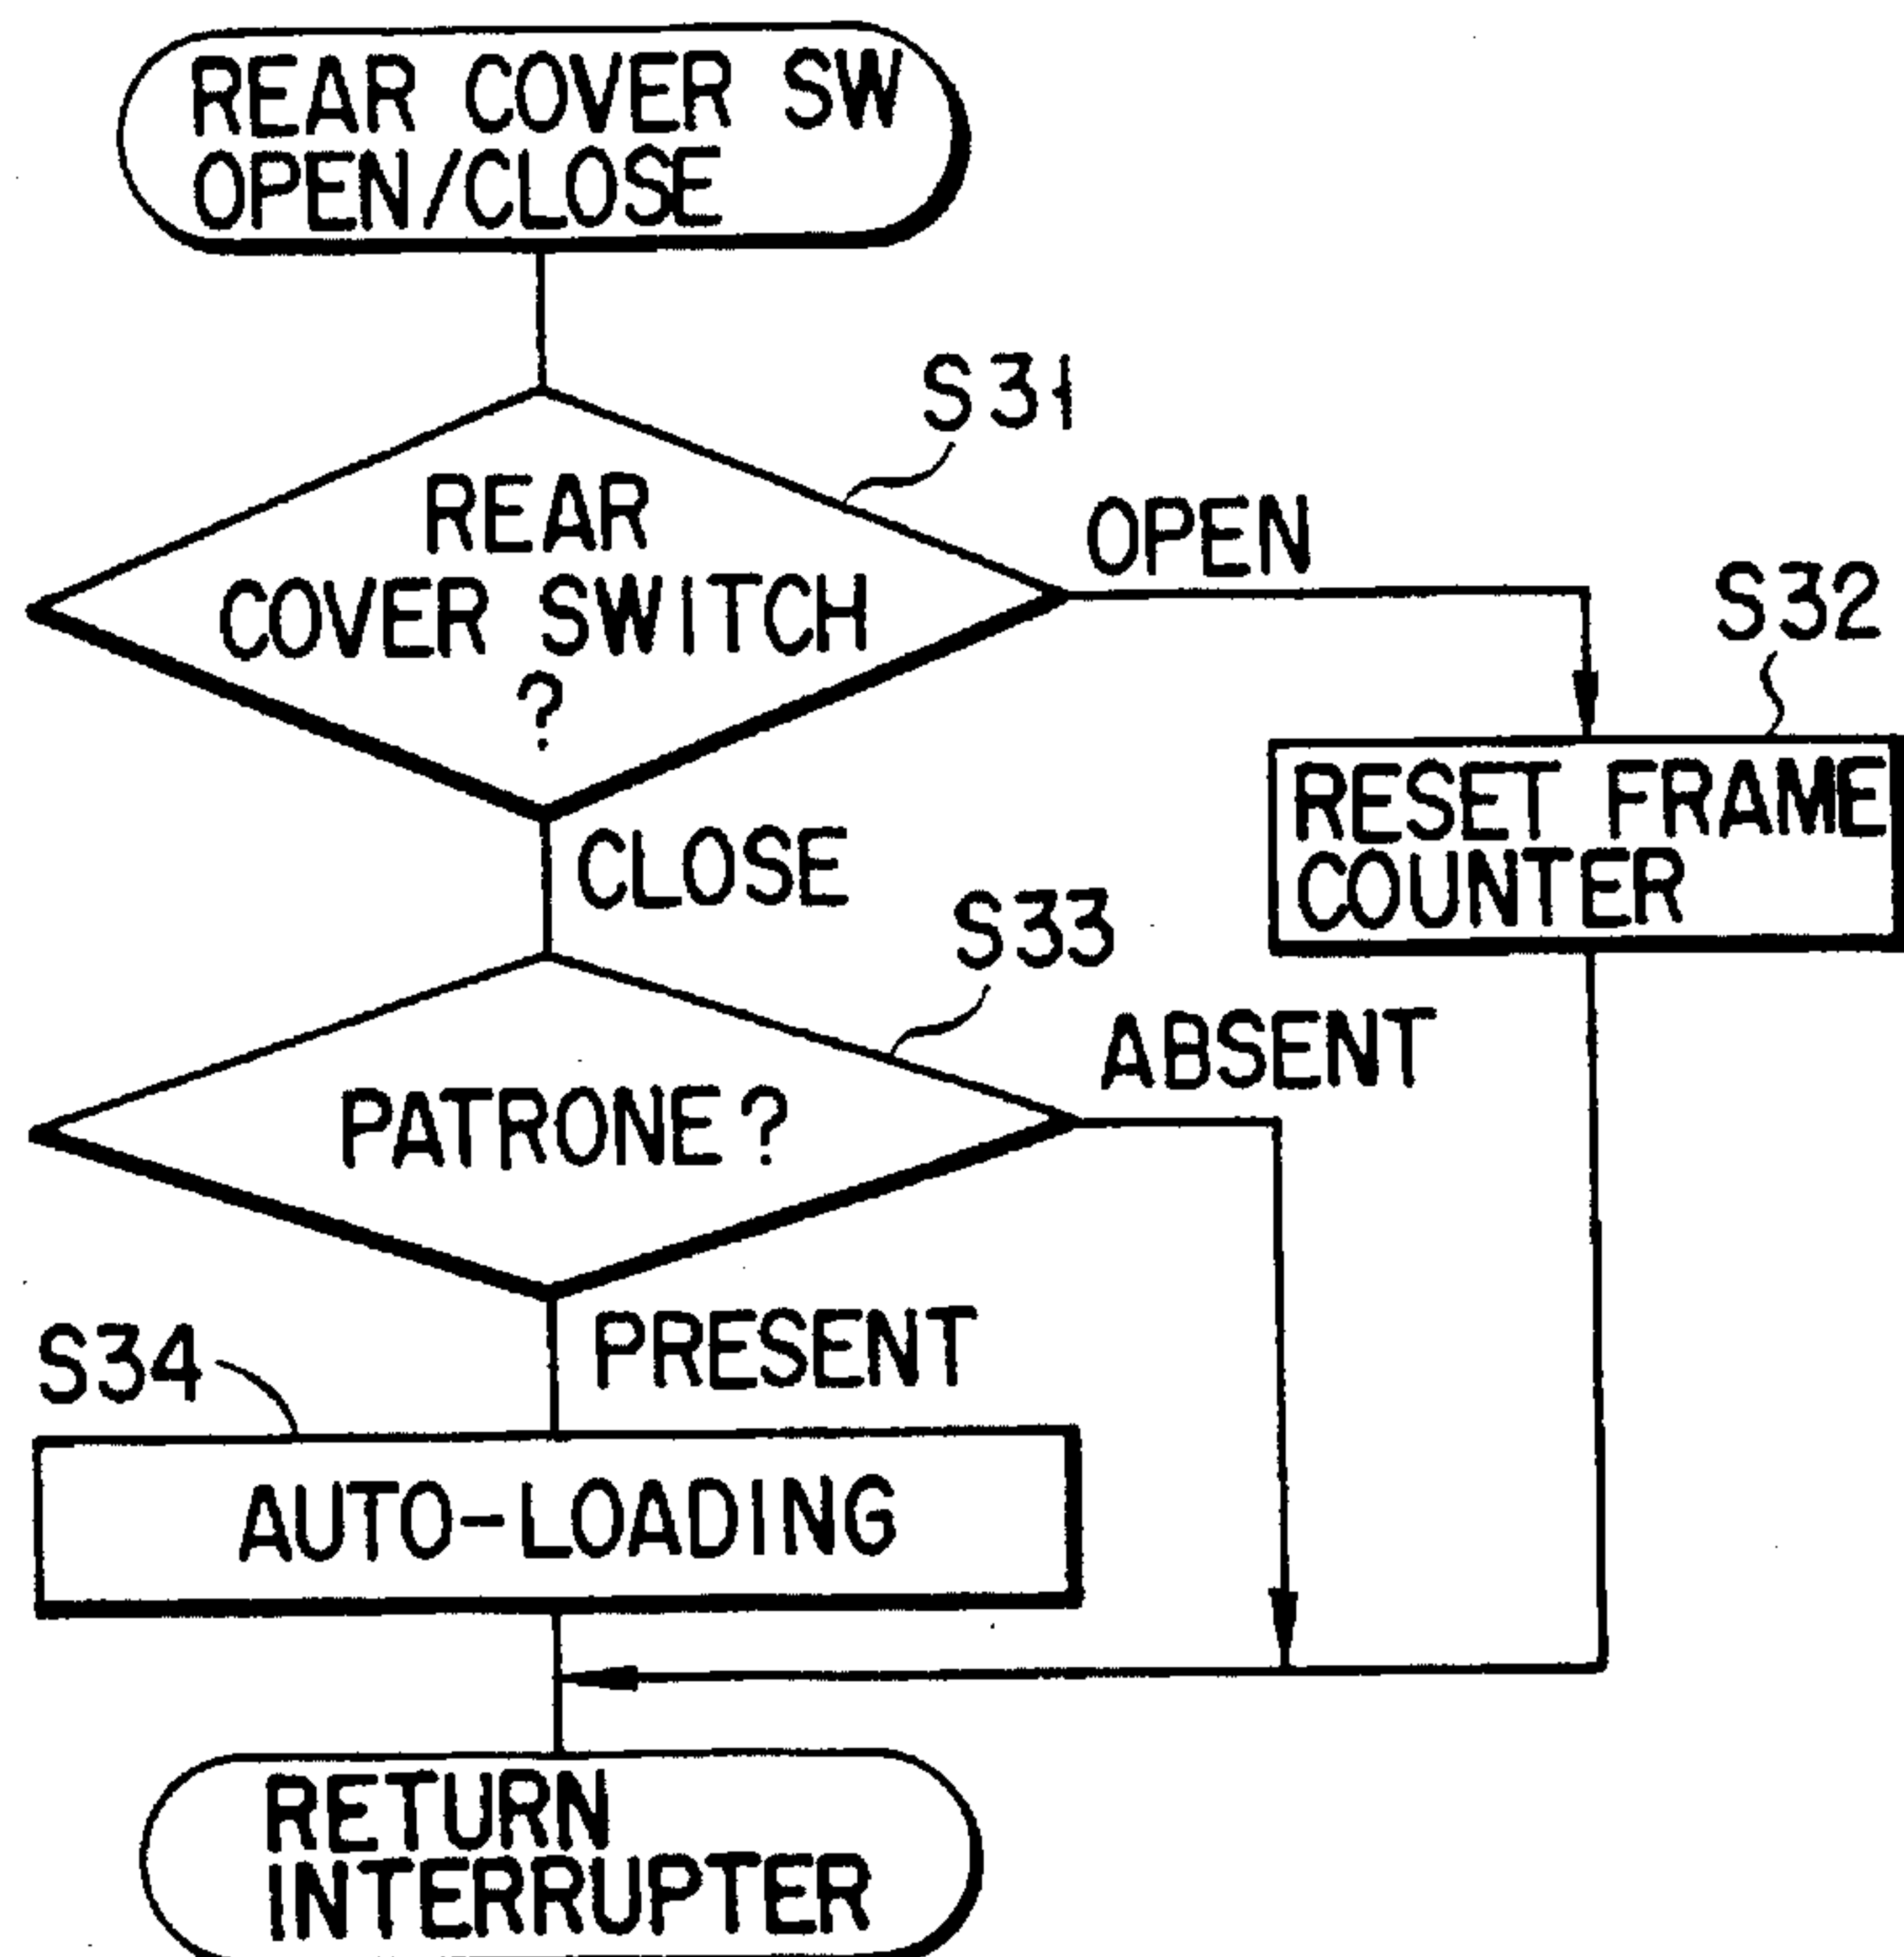 REAR COVER SW
OPEN/CLOSE
S31
REAR
COVER SWITCH
?
OPEN
S32
RESET FRAME
COUNTER
CLOSE
S33
PATRONE?
ABSENT
PRESENT
S34
AUTO-LOADING
RETURN
INTERRUPTER